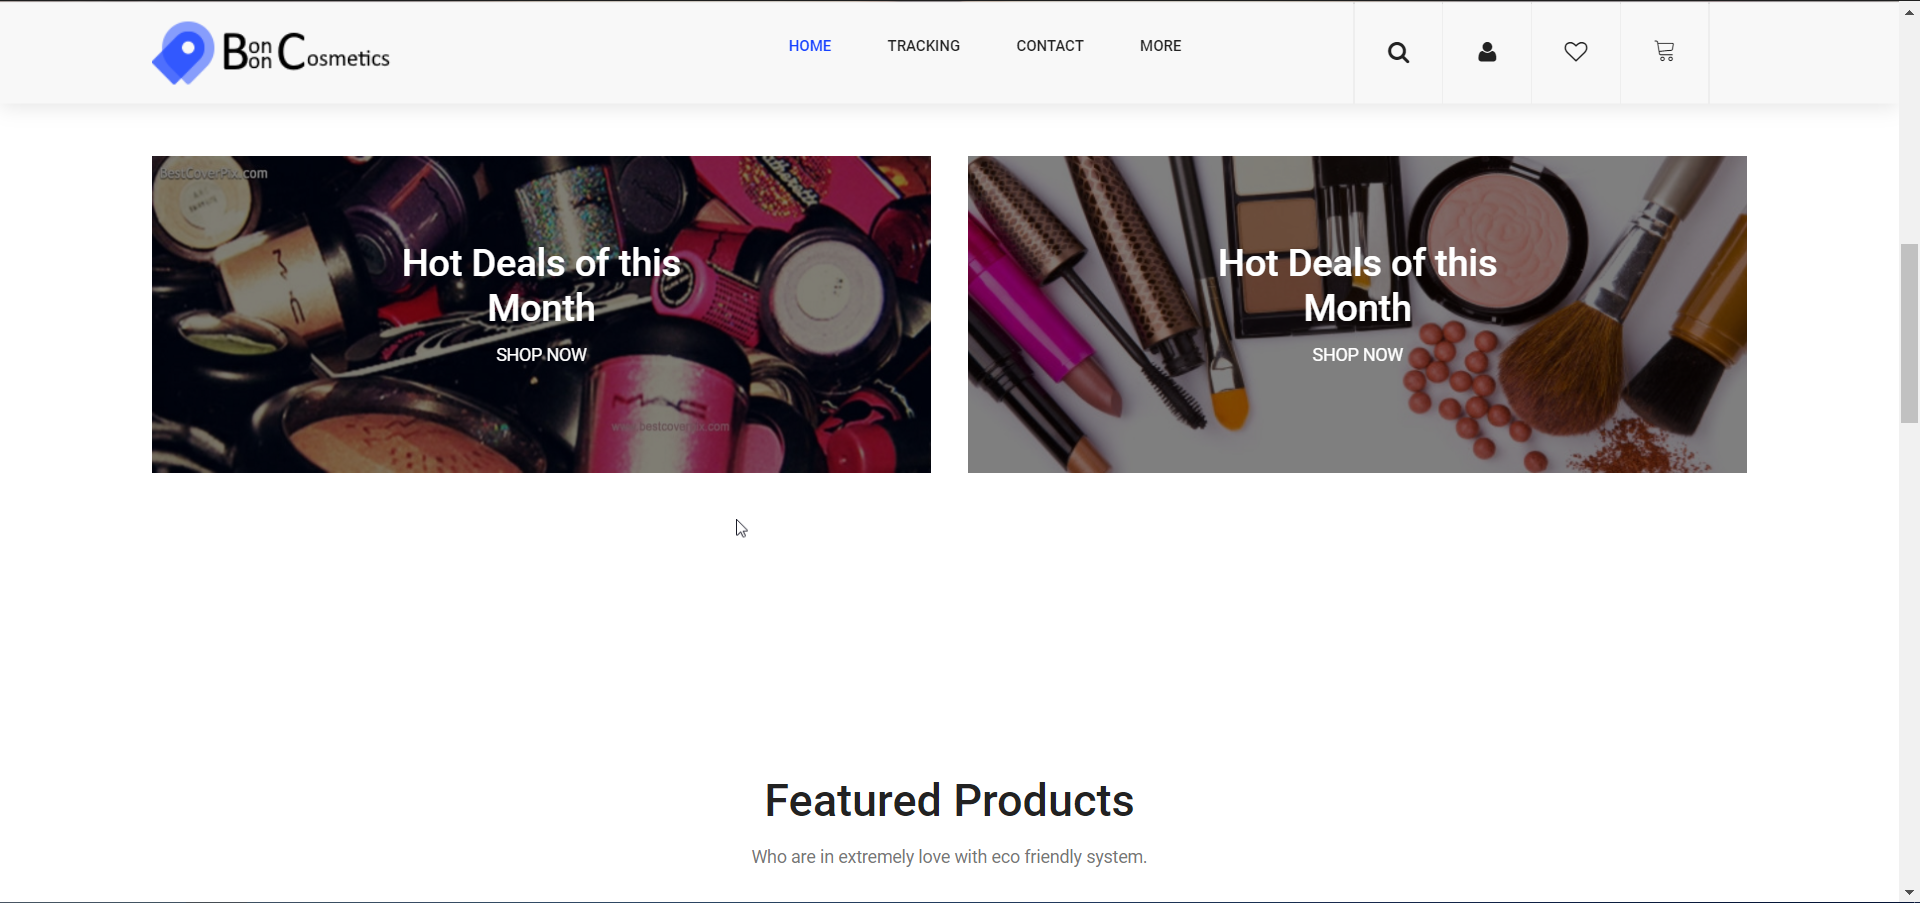 Bon Bon Cosmetics
HOME TRACKING CONTACT MORE
BestCoverPix.com
Hot Deals of this
Month
SHOP NOW
MAC
www.bestcoverpix.com
Hot Deals of this
Month
SHOP NOW
Featured Products
Who are in extremely love with eco friendly system.